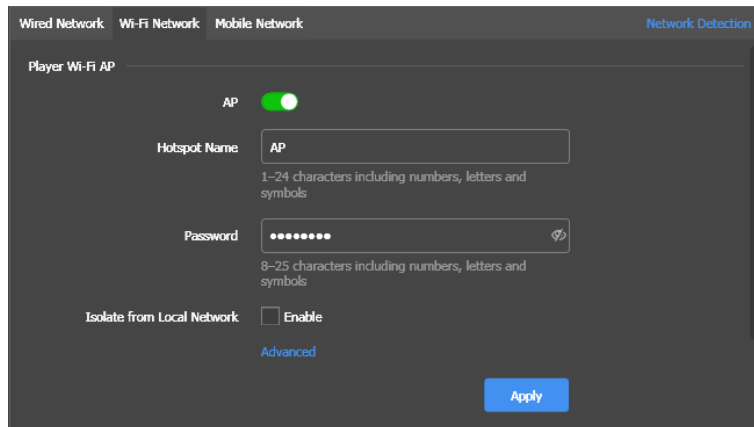 Wired Network Wi-Fi Network Mobile Network Network Detection
Player Wi-Fi AP
AP
Hotspot Name AP
1–24 characters including numbers, letters and
symbols
Password ••••••••
8–25 characters including numbers, letters and
symbols
Isolate from Local Network Enable
Advanced
Apply